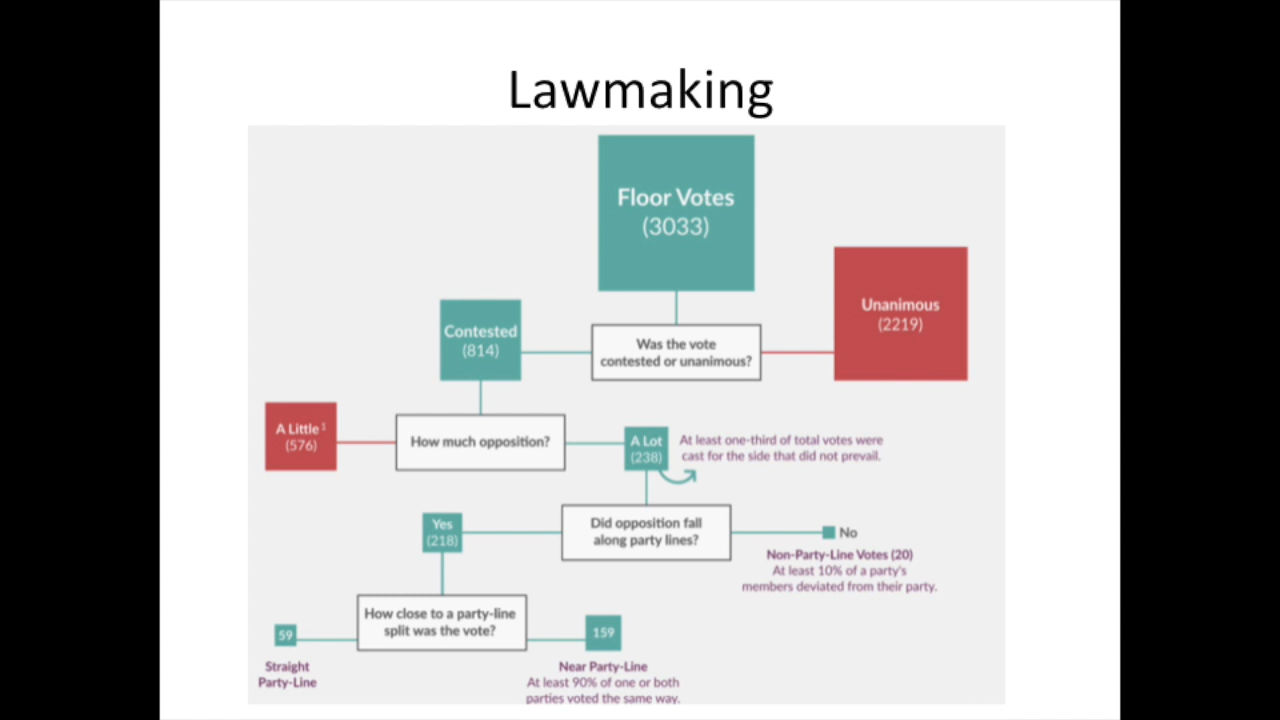 Lawmaking
Floor Votes
(3033)
Unanimous
(2219)
Contested
(814)
Was the vote
contested or unanimous?
A Little 1
(576)
How much opposition?
A Lot
(238)
At least one-third of total votes were
cast for the side that did not prevail.
Yes
(218)
Did opposition fall
along party lines?
No
Non-Party-Line Votes (20)
At least 10% of a party's
members deviated from their party.
How close to a party-line
split was the vote?
59
Straight
Party-Line
159
Near Party-Line
At least 90% of one or both
parties voted the same way.